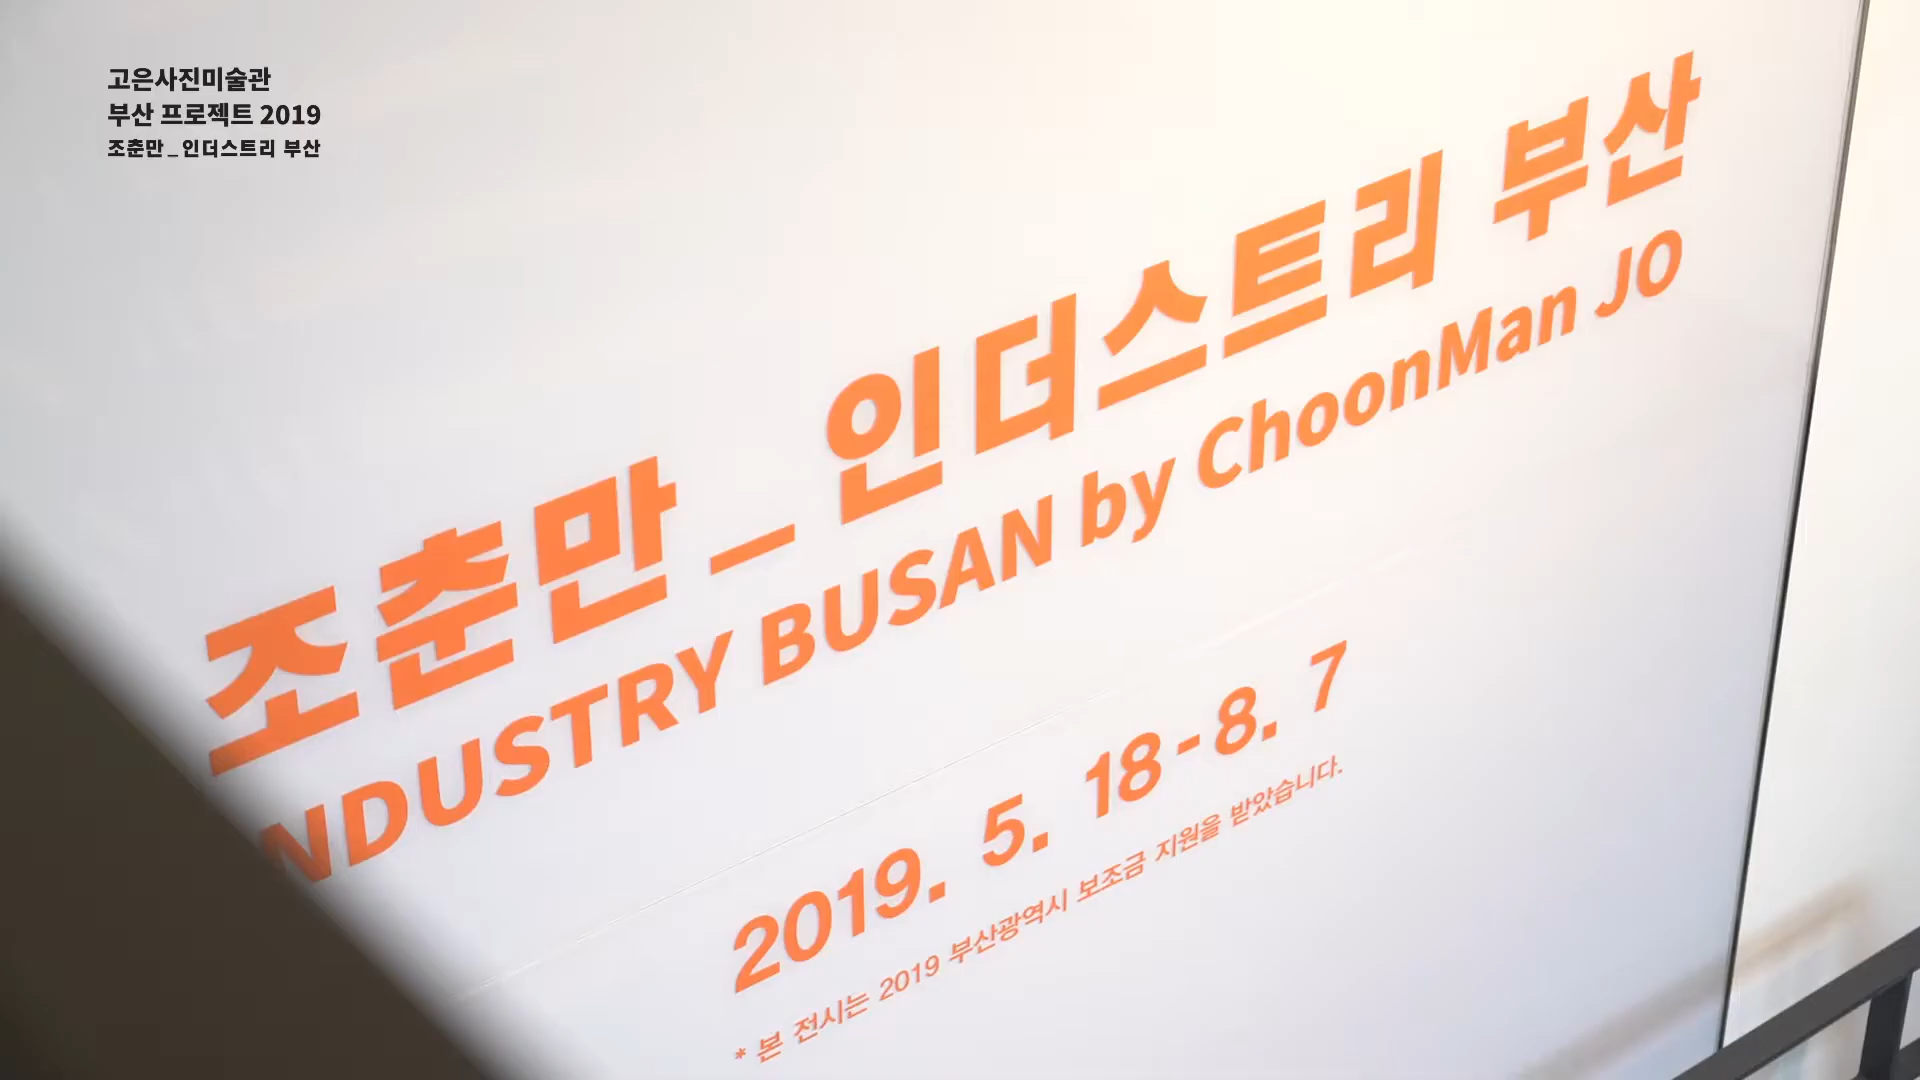 고은사진미술관
부산 프로젝트 2019
조춘만_인더스트리 부산
조춘만_인더스트리 부산
NDUSTRY BUSAN by ChoonMan JO
2019. 5. 18-8. 7
* 본 전시는 2019 부산광역시 보조금 지원을 받았습니다.